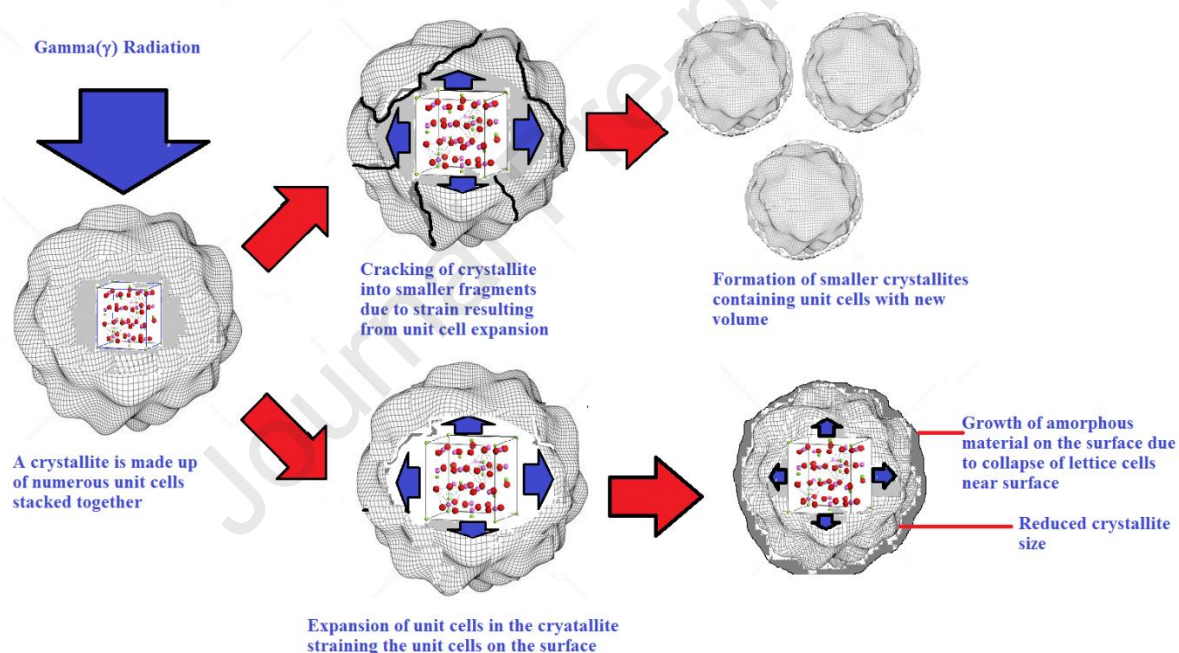 Gamma(γ) Radiation
A crystallite is made up
of numerous unit cells
stacked together
Cracking of crystallite
into smaller fragments
due to strain resulting
from unit cell expansion
Formation of smaller crystallites
containing unit cells with new
volume
Expansion of unit cells in the cryatallite
straining the unit cells on the surface
Growth of amorphous
material on the surface due
to collapse of lettice cells
near surface
Reduced crystallite
size
Journal Pre-p